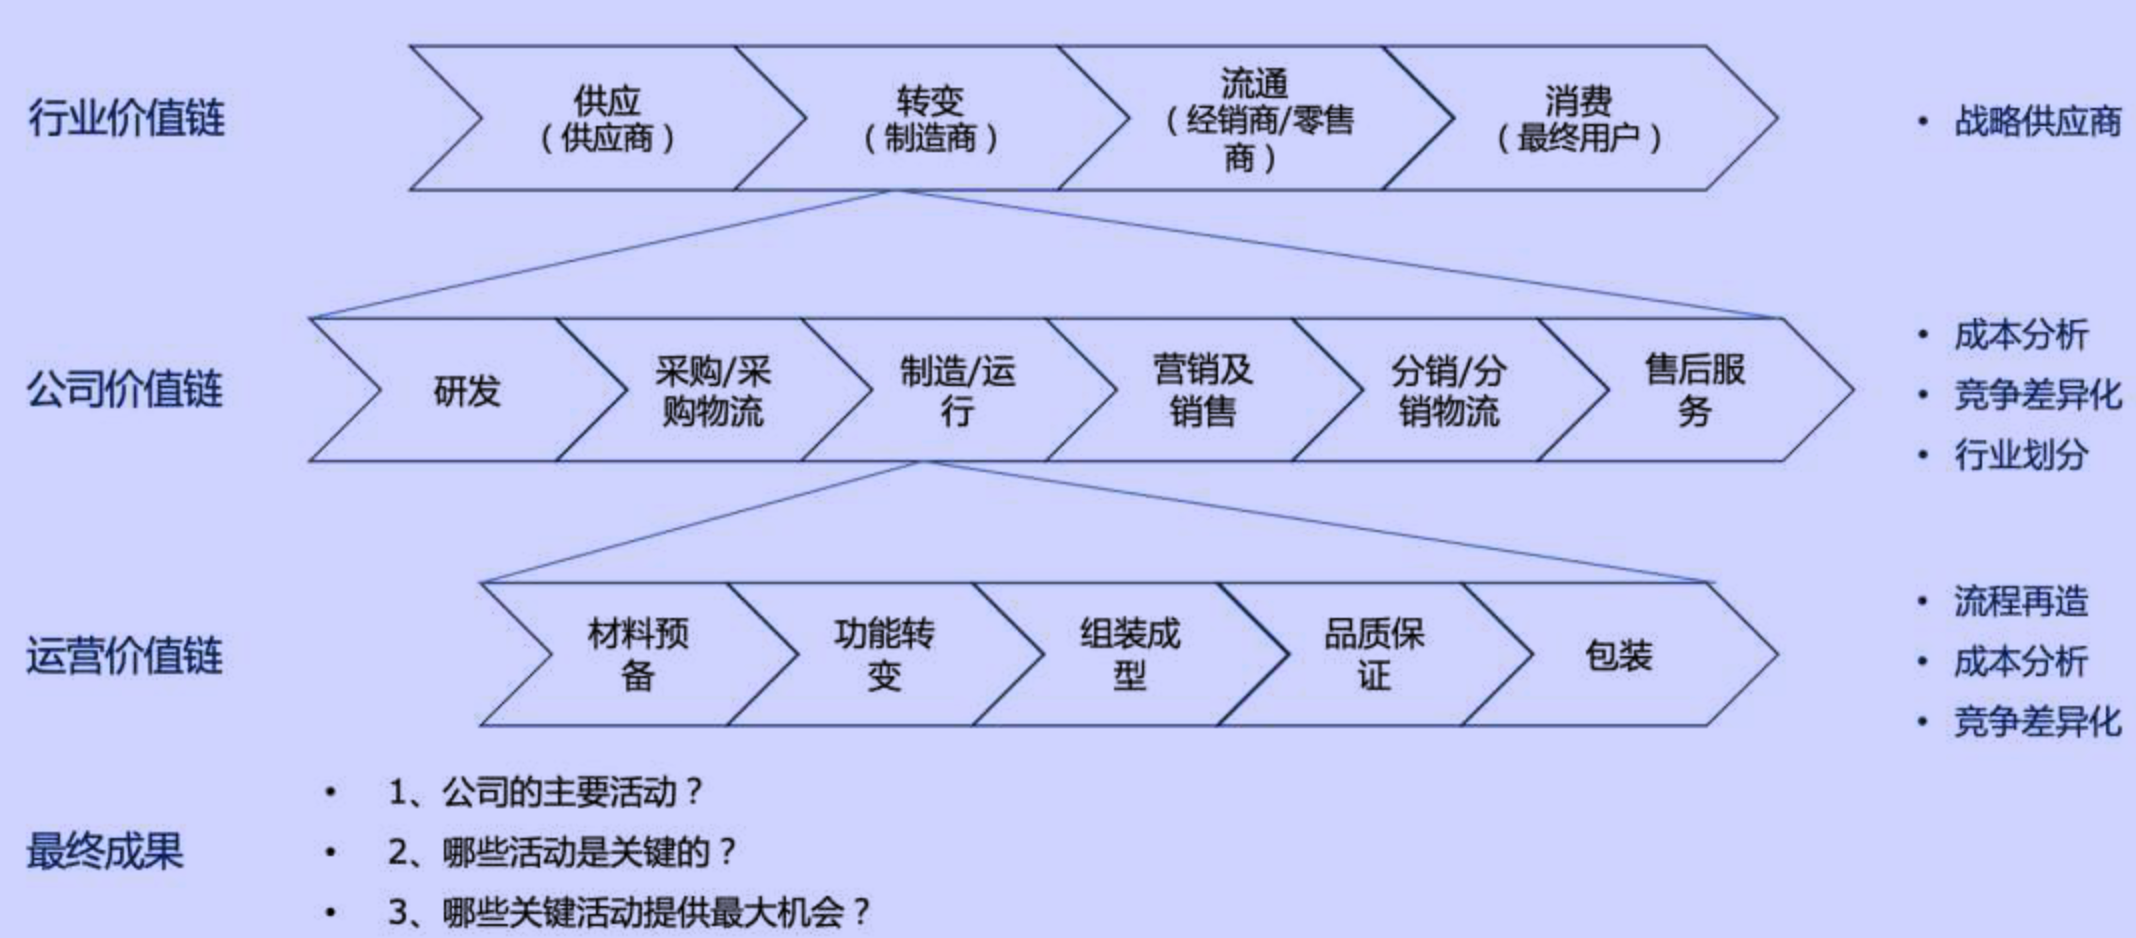 行业价值链
供应
（供应商）
转变
（制造商）
流通
（经销商/零售
商）
消费
（最终用户）
• 战略供应商
公司价值链
研发
采购/采
购物流
制造/运
行
营销及
销售
分销/分
销物流
售后服
务
• 成本分析
• 竞争差异化
• 行业划分
运营价值链
材料预
备
功能转
变
组装成
型
品质保
证
包装
• 流程再造
• 成本分析
• 竞争差异化
最终成果
• 1、公司的主要活动？
• 2、哪些活动是关键的？
• 3、哪些关键活动提供最大机会？